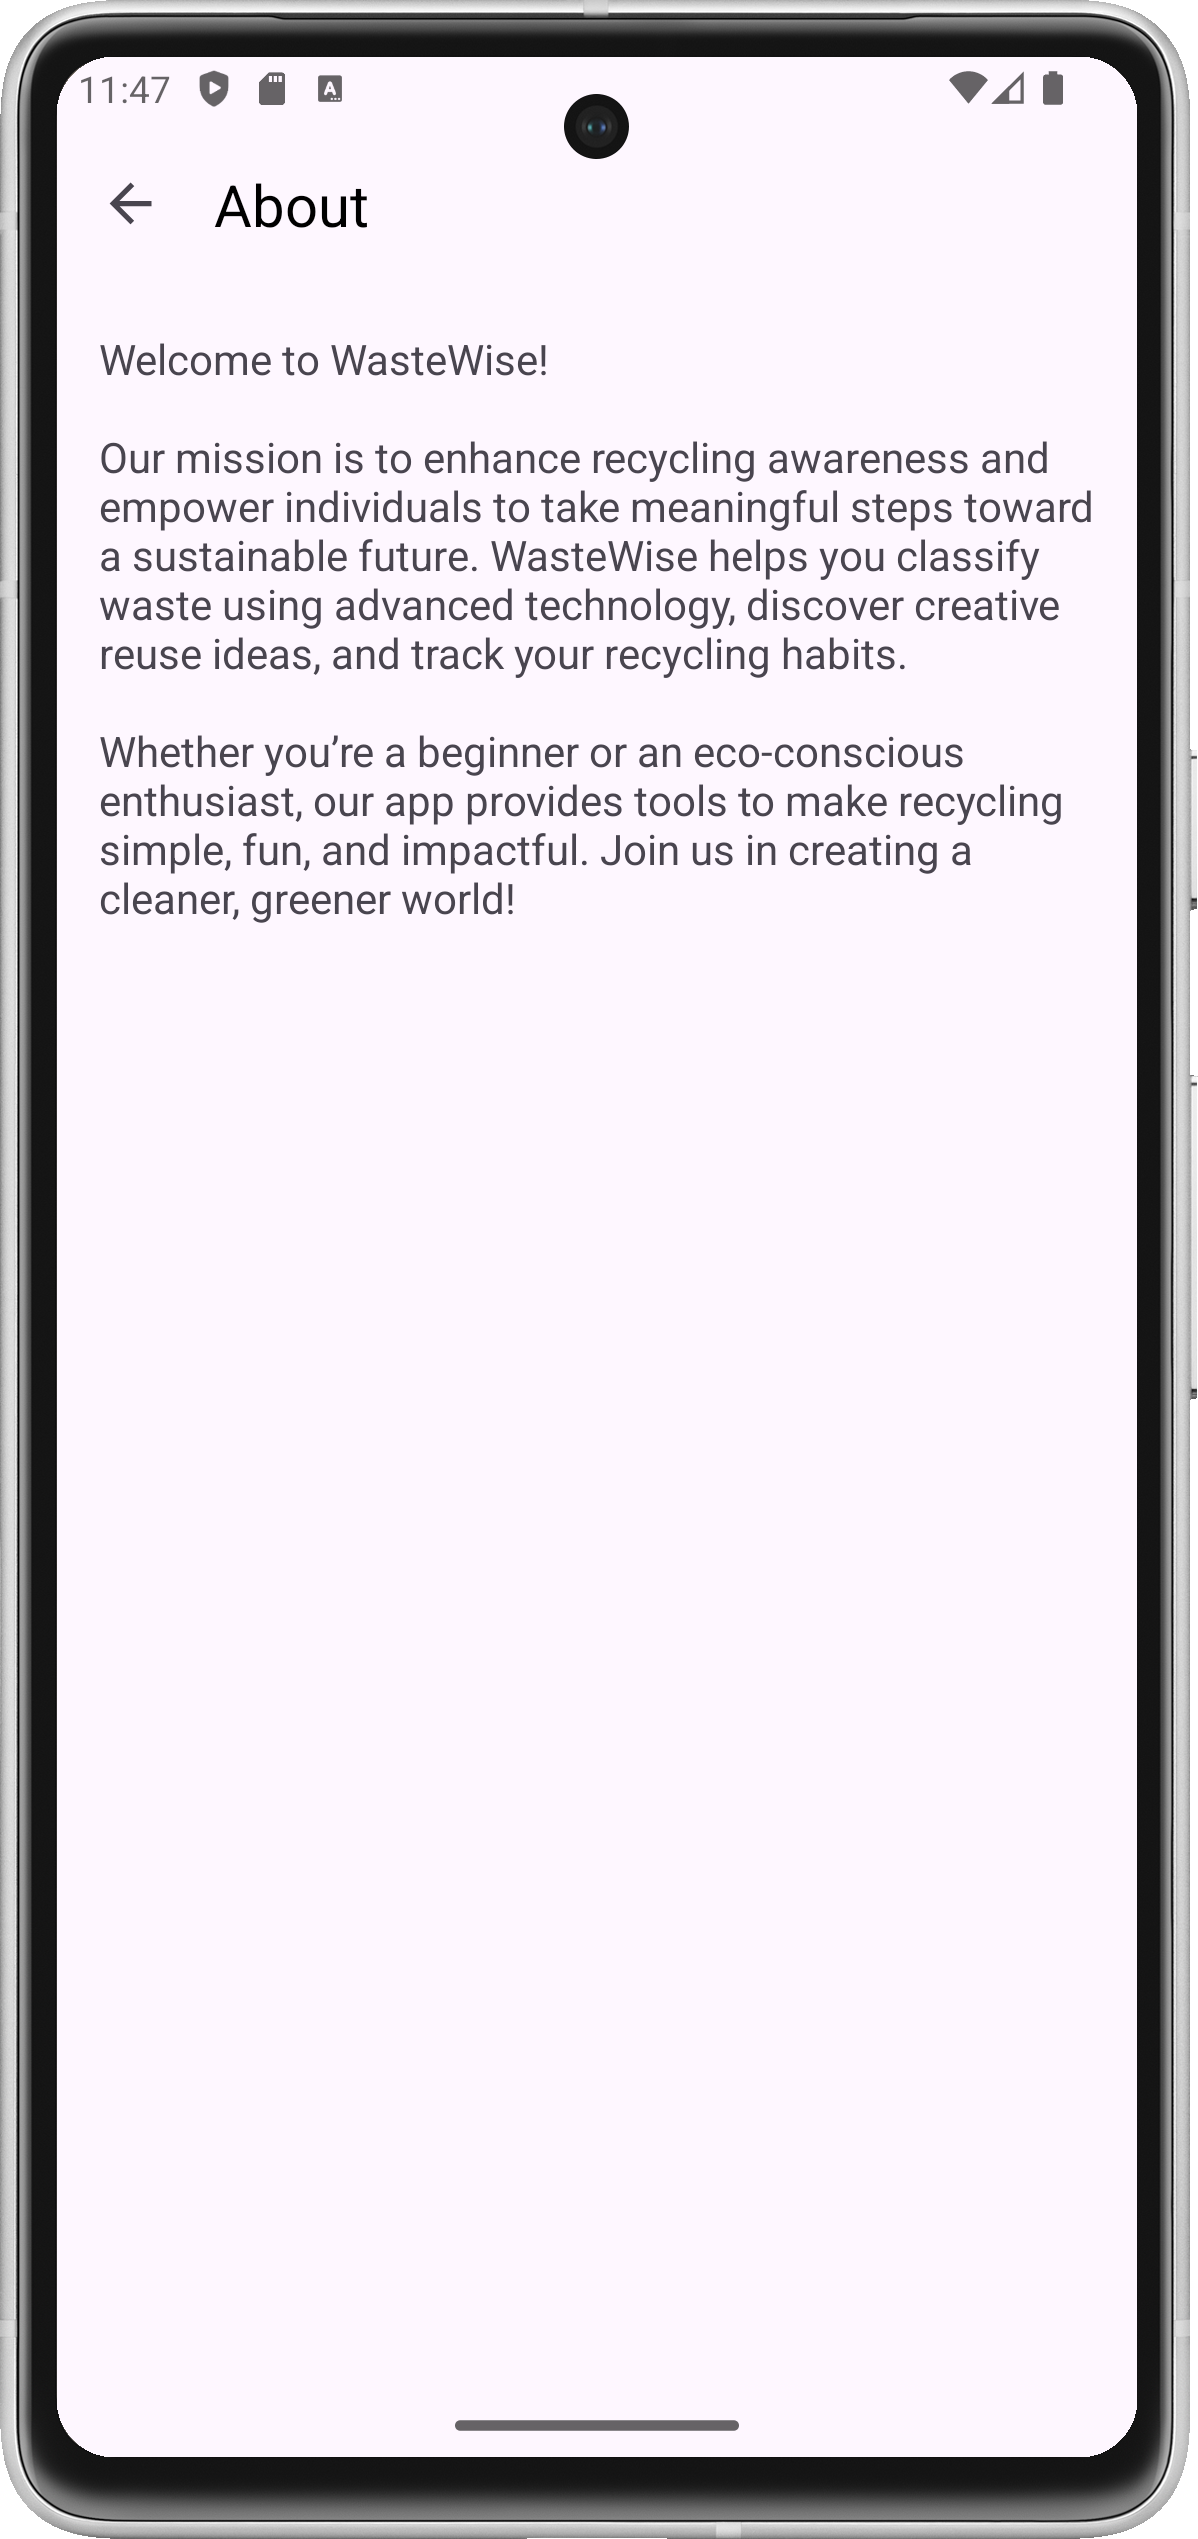 11:47
About
Welcome to WasteWise!
Our mission is to enhance recycling awareness and
empower individuals to take meaningful steps toward
a sustainable future. WasteWise helps you classify
waste using advanced technology, discover creative
reuse ideas, and track your recycling habits.
Whether you’re a beginner or an eco-conscious
enthusiast, our app provides tools to make recycling
simple, fun, and impactful. Join us in creating a
cleaner, greener world!